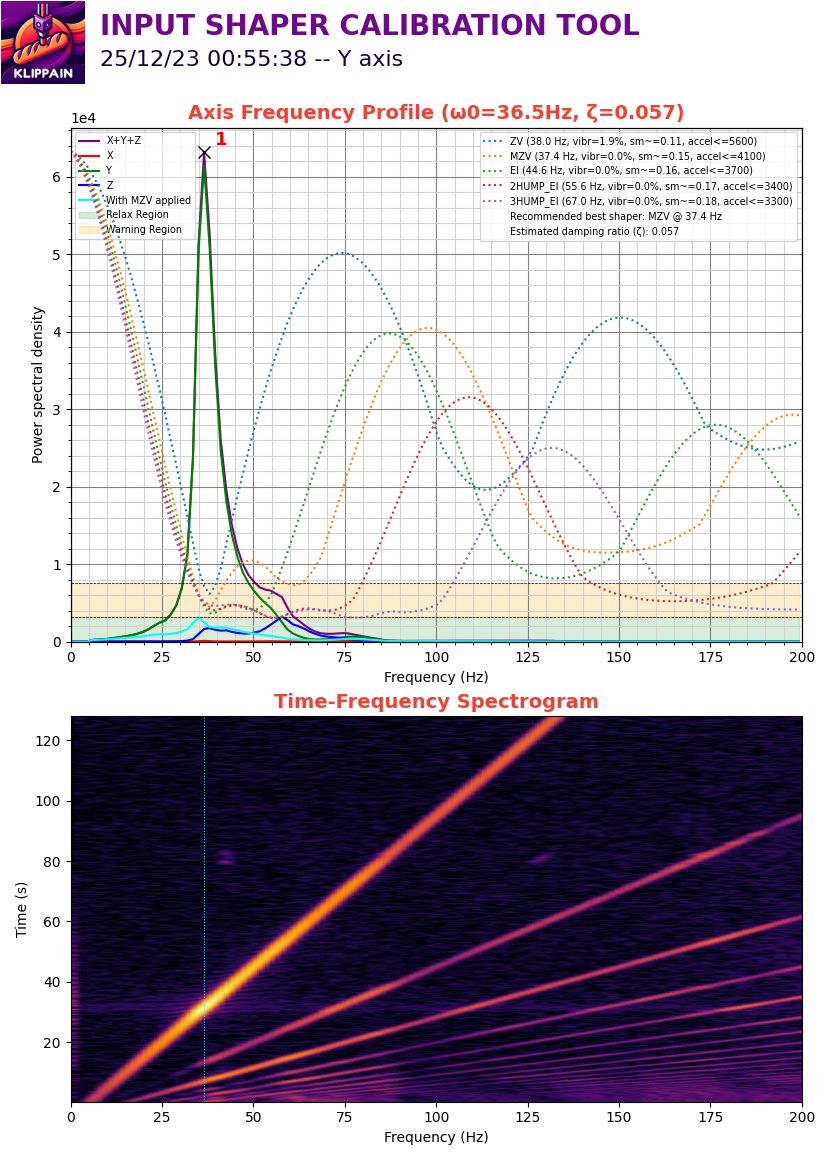 KLIPPAIN
INPUT SHAPER CALIBRATION TOOL
25/12/23 00:55:38 -- Y axis
Axis Frequency Profile (ω0=36.5Hz, ζ=0.057)
1e4
1
X+Y+Z
X
Y
Z
With MZV applied
Relax Region
Warning Region
ZV (38.0 Hz, vibr=1.9%, sm~=0.11, accel<=5600)
MZV (37.4 Hz, vibr=0.0%, sm~=0.15, accel<=4100)
EI (44.6 Hz, vibr=0.0%, sm~=0.16, accel<=3700)
2HUMP_EI (55.6 Hz, vibr=0.0%, sm~=0.17, accel<=3400)
3HUMP_EI (67.0 Hz, vibr=0.0%, sm~=0.18, accel<=3300)
Recommended best shaper: MZV @ 37.4 Hz
Estimated damping ratio (ζ): 0.057
Power spectral density
6
5
4
3
2
1
0
0 25 50 75 100 125 150 175 200
Frequency (Hz)
Time-Frequency Spectrogram
Time (s)
120
100
80
60
40
20
0 25 50 75 100 125 150 175 200
Frequency (Hz)